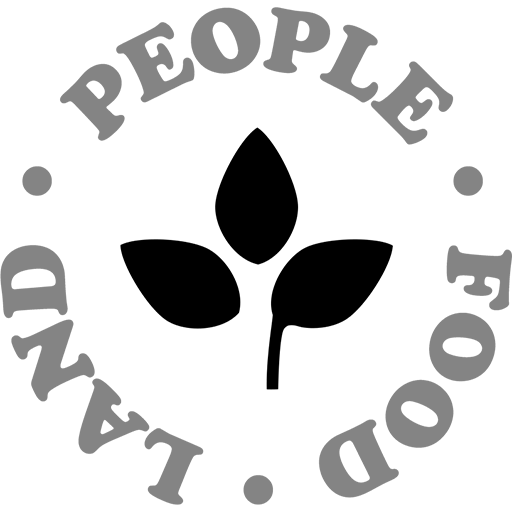 PEOPLE · FOOD · LAND ·